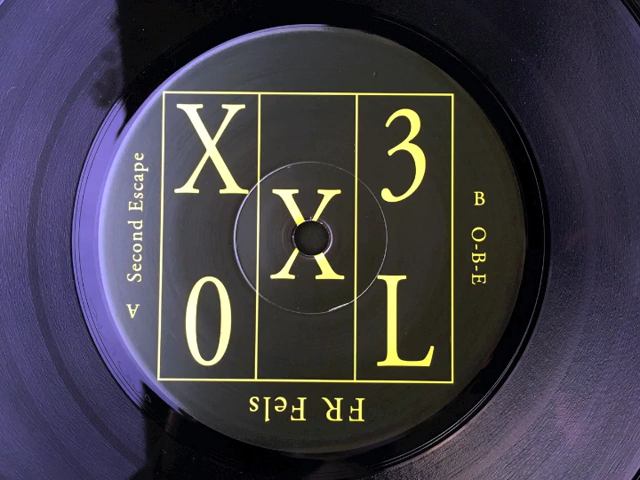 X 3
X
0 L
A Second Escape
B O-B-E
FR Fels